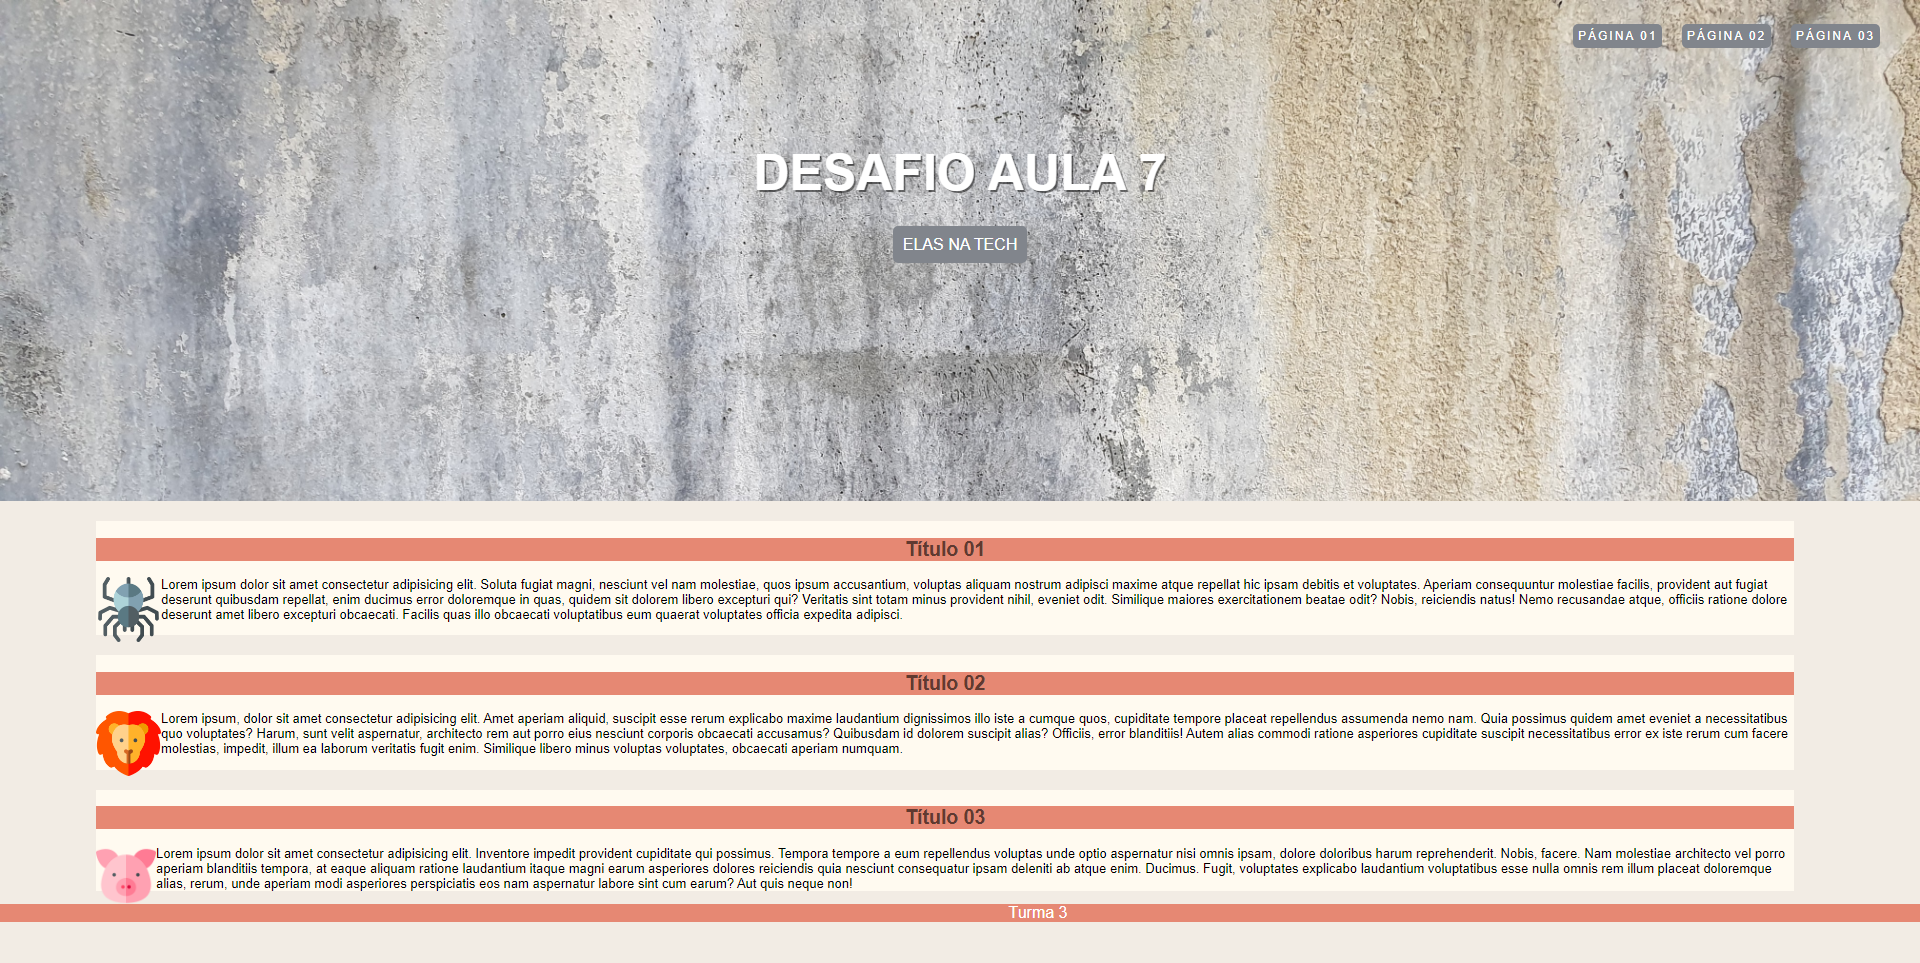 PÁGINA 01 PÁGINA 02 PÁGINA 03
DESAFIO AULA 7
ELAS NA TECH
Título 01
Lorem ipsum dolor sit amet consectetur adipisicing elit. Soluta fugiat magni, nesciunt vel nam molestiae, quos ipsum accusantium, voluptas aliquam nostrum adipisci maxime atque repellat hic ipsam debitis et voluptates. Aperiam consequuntur molestiae facilis, provident aut fugiat
deserunt quibusdam repellat, enim ducimus error doloremque in quas, quidem sit dolorem libero excepturi qui? Veritatis sint totam minus provident nihil, eveniet odit. Similique maiores exercitationem beatae odit? Nobis, reiciendis natus! Nemo recusandae atque, officiis ratione dolore
deserunt amet libero excepturi obcaecati. Facilis quas illo obcaecati voluptatibus eum quaerat voluptates officia expedita adipisci.
Título 02
Lorem ipsum, dolor sit amet consectetur adipisicing elit. Amet aperiam aliquid, suscipit esse rerum explicabo maxime laudantium dignissimos illo iste a cumque quos, cupiditate tempore placeat repellendus assumenda nemo nam. Quia possimus quidem amet eveniet a necessitatibus
quo voluptates? Harum, sunt velit aspernatur, architecto rem aut porro eius nesciunt corporis obcaecati accusamus? Quibusdam id dolorem suscipit alias? Officiis, error blanditiis! Autem alias commodi ratione asperiores cupiditate suscipit necessitatibus error ex iste rerum cum facere
molestias, impedit, illum ea laborum veritatis fugit enim. Similique libero minus voluptas voluptates, obcaecati aperiam numquam.
Título 03
Lorem ipsum dolor sit amet consectetur adipisicing elit. Inventore impedit provident cupiditate qui possimus. Tempora tempore a eum repellendus voluptas unde optio aspernatur nisi omnis ipsam, dolore doloribus harum reprehenderit. Nobis, facere. Nam molestiae architecto vel porro
aperiam blanditiis tempora, at eaque aliquam ratione laudantium itaque magni earum asperiores dolores reiciendis quia nesciunt consequatur ipsam deleniti ab atque enim. Ducimus. Fugit, voluptates explicabo laudantium voluptatibus esse nulla omnis rem illum placeat doloremque
alias, rerum, unde aperiam modi asperiores perspiciatis eos nam aspernatur labore sint cum earum? Aut quis neque non!
Turma 3